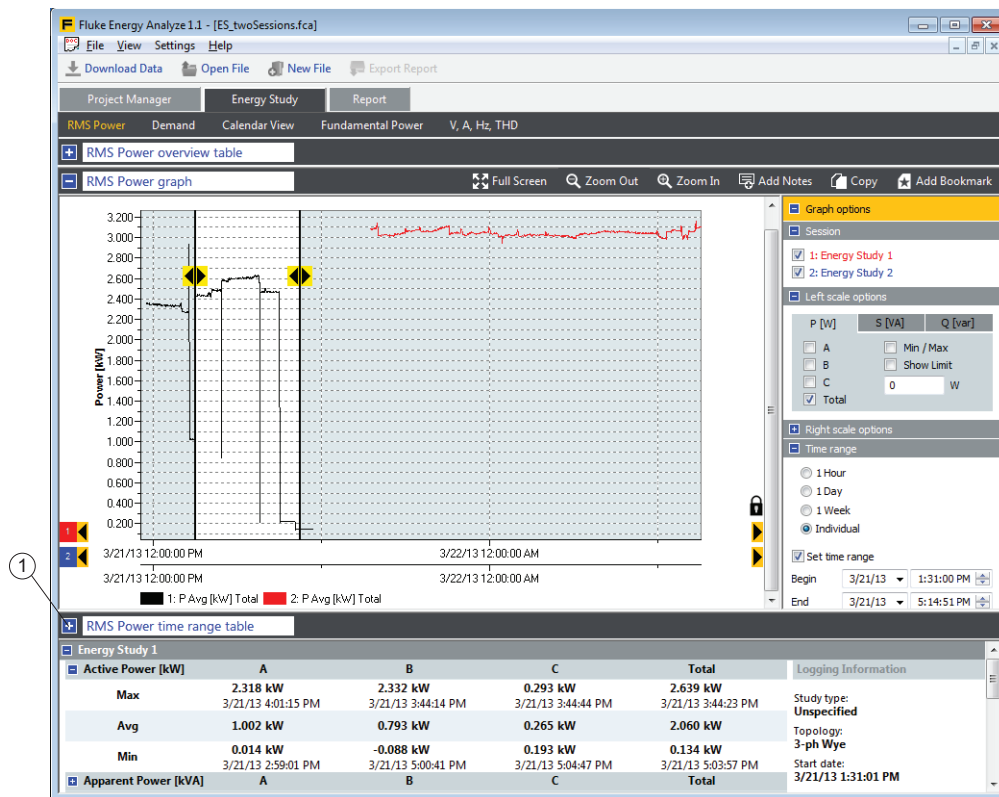 Fluke Energy Analyze 1.1 - [ES_twoSessions.fca]
File View Settings Help
Download Data Open File New File Export Report
Project Manager Energy Study Report
RMS Power Demand Calendar View Fundamental Power V, A, Hz, THD
RMS Power overview table
RMS Power graph Full Screen Zoom Out Zoom In Add Notes Copy Add Bookmark
Graph options
Session
1: Energy Study 1
2: Energy Study 2
Left scale options
P [W] S [VA] Q [var]
A Min / Max
B Show Limit
C 0 W
Total
Right scale options
Time range
1 Hour
1 Day
1 Week
Individual
Set time range
Begin 3/21/13 1:31:00 PM
End 3/21/13 5:14:51 PM
Power [kW]
3.200
3.000
2.800
2.600
2.400
2.200
2.000
1.800
1.600
1.400
1.200
1.000
0.800
0.600
0.400
0.200
1
2
3/21/13 12:00:00 PM 3/22/13 12:00:00 AM
3/21/13 12:00:00 PM 3/22/13 12:00:00 AM
1: P Avg [kW] Total 2: P Avg [kW] Total
1
RMS Power time range table
Energy Study 1
Active Power [kW] A B C Total
Max 2.318 kW 2.332 kW 0.293 kW 2.639 kW
3/21/13 4:01:15 PM 3/21/13 3:44:14 PM 3/21/13 3:44:44 PM 3/21/13 3:44:23 PM
Avg 1.002 kW 0.793 kW 0.265 kW 2.060 kW
Min 0.014 kW -0.088 kW 0.193 kW 0.134 kW
3/21/13 2:59:01 PM 3/21/13 5:00:41 PM 3/21/13 5:04:47 PM 3/21/13 5:03:57 PM
Apparent Power [kVA] A B C Total
Logging Information
Study type:
Unspecified
Topology:
3-ph Wye
Start date:
3/21/13 1:31:01 PM